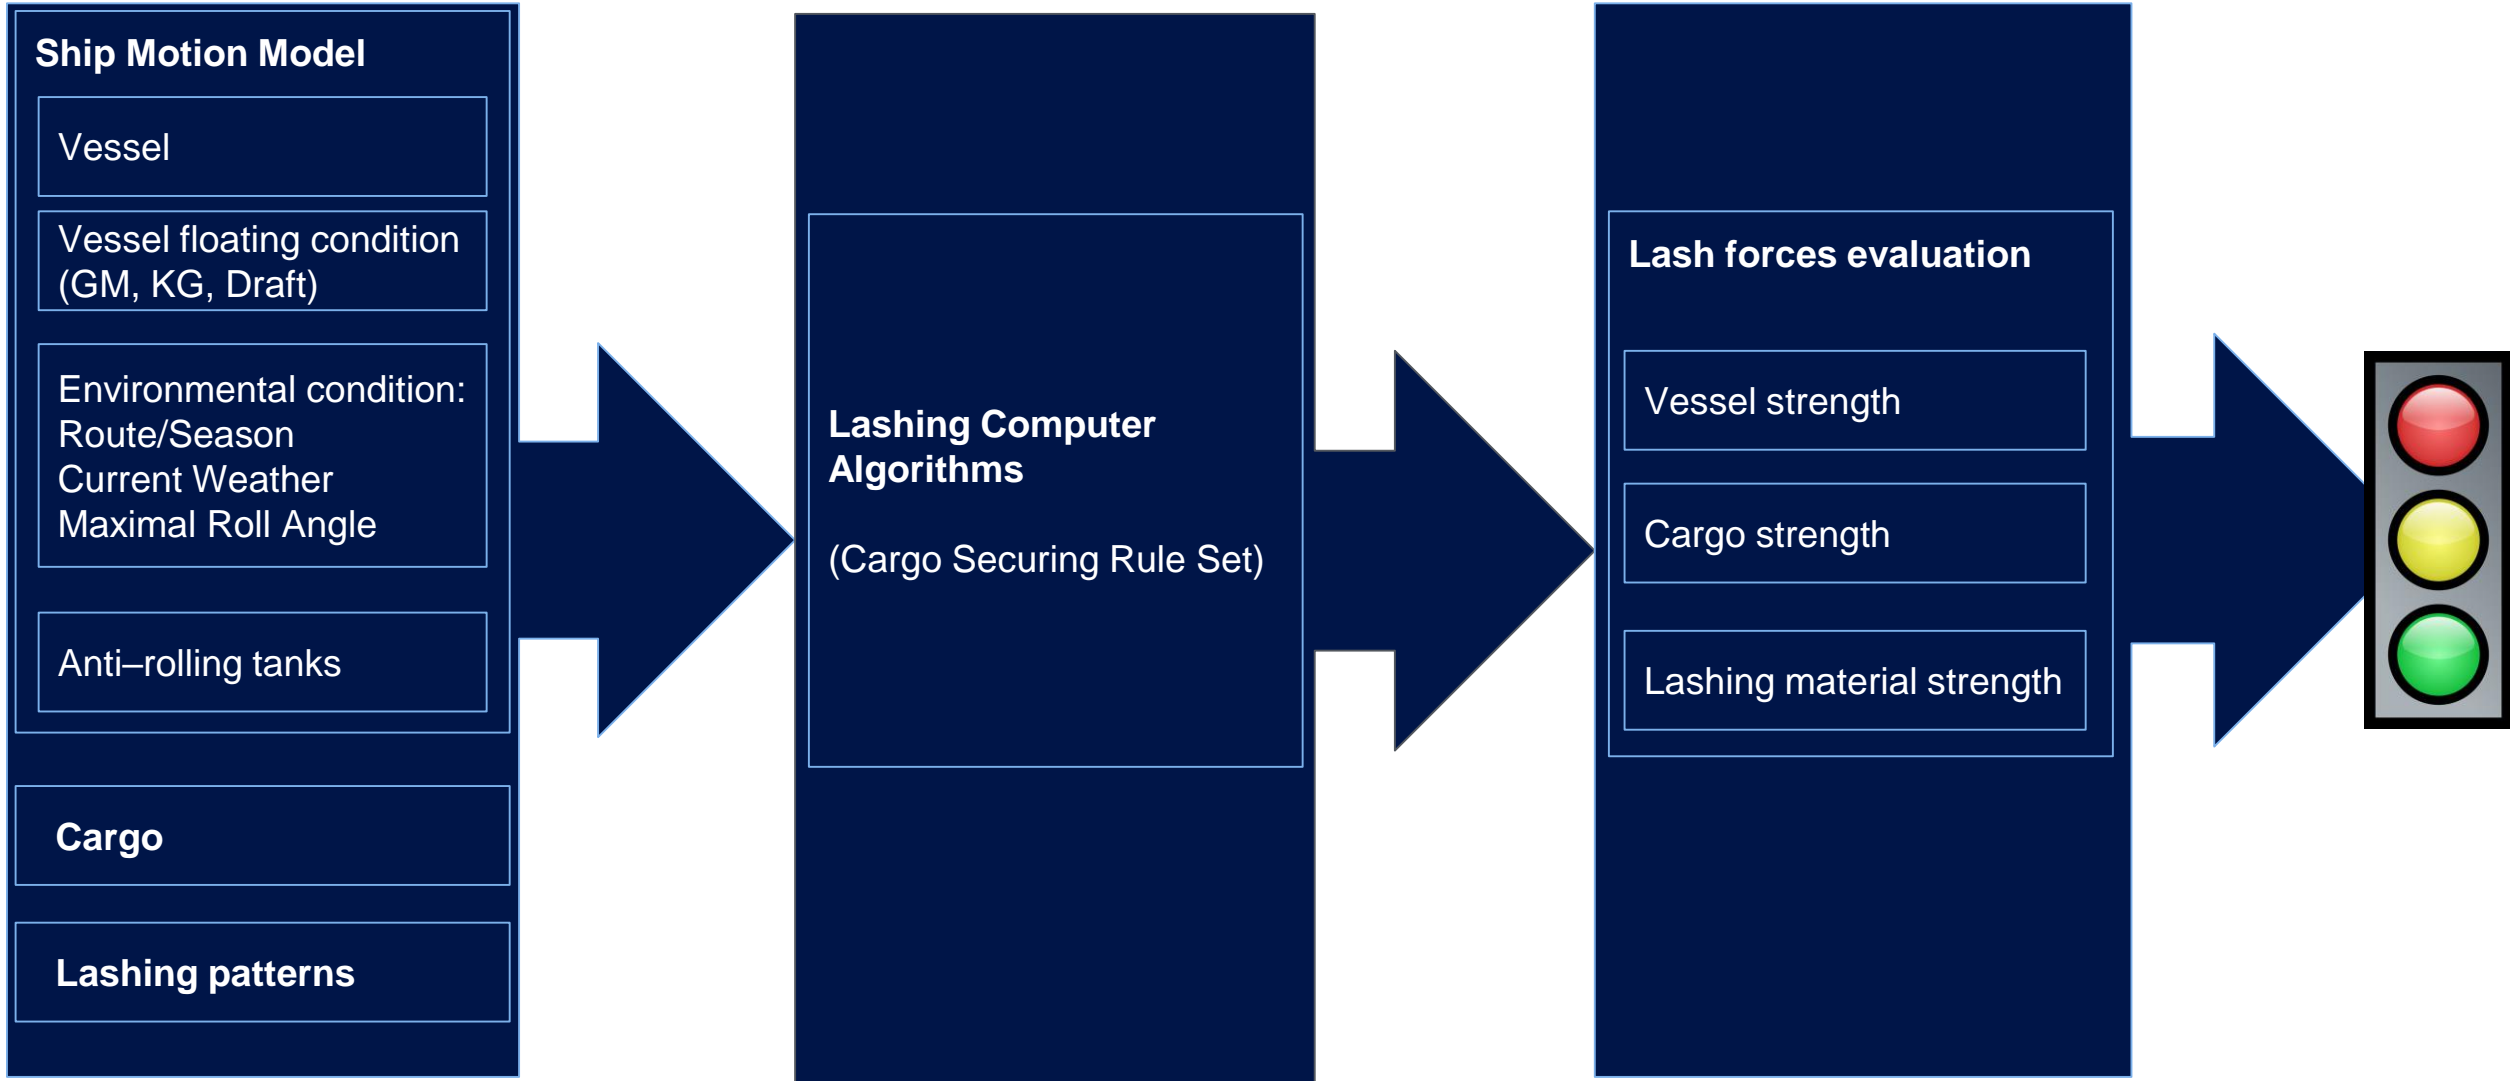 Ship Motion Model
Vessel
Vessel floating condition
(GM, KG, Draft)
Environmental condition:
Route/Season
Current Weather
Maximal Roll Angle
Anti–rolling tanks
Cargo
Lashing patterns
Lashing Computer
Algorithms
(Cargo Securing Rule Set)
Lash forces evaluation
Vessel strength
Cargo strength
Lashing material strength